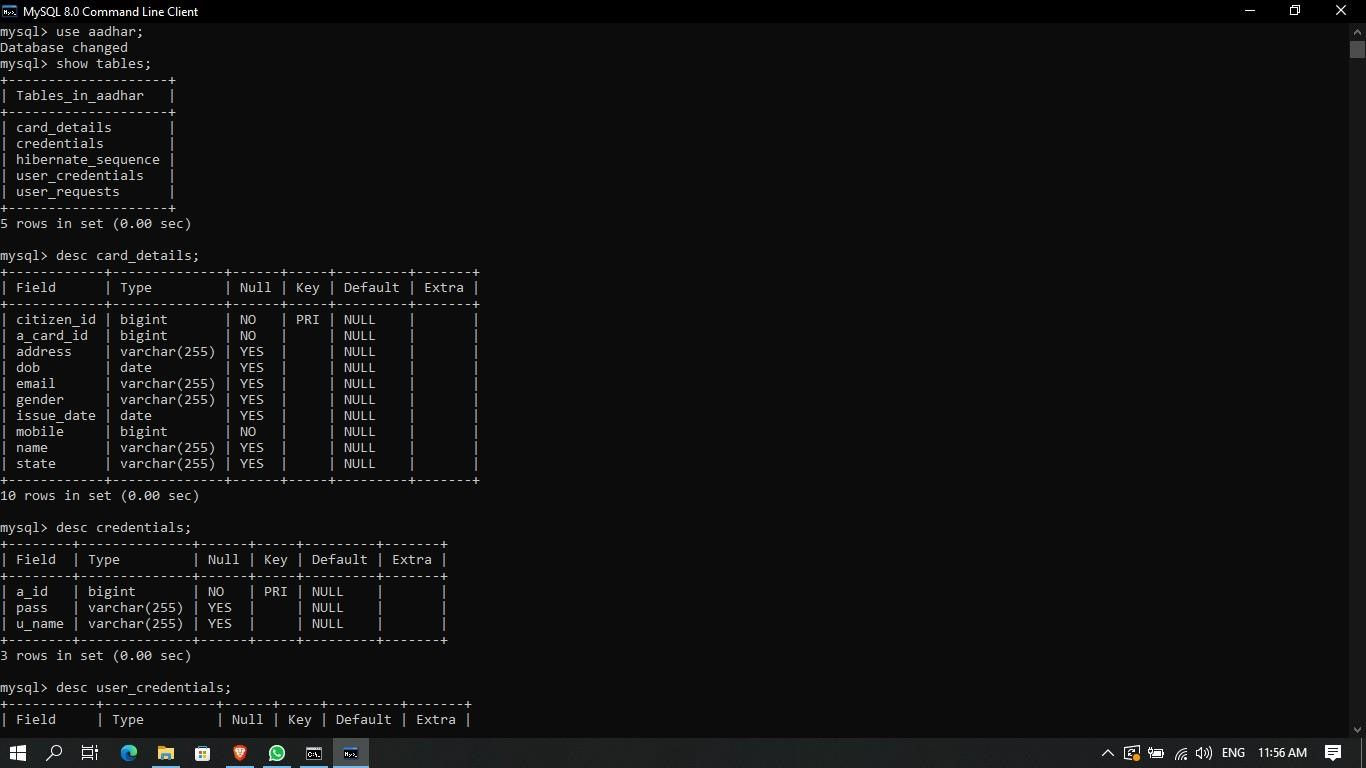 MySQL 8.0 Command Line Client
mysql> use aadhar;
Database changed
mysql> show tables;
+--------------------+
| Tables_in_aadhar   |
+--------------------+
| card_details       |
| credentials        |
| hibernate_sequence |
| user_credentials   |
| user_requests      |
+--------------------+
5 rows in set (0.00 sec)
mysql> desc card_details;
+------------+--------------+------+-----+---------+-------+
| Field      | Type         | Null | Key | Default | Extra |
+------------+--------------+------+-----+---------+-------+
| citizen_id | bigint       | NO   | PRI | NULL    |       |
| a_card_id  | bigint       | NO   |     | NULL    |       |
| address    | varchar(255) | YES  |     | NULL    |       |
| dob        | date         | YES  |     | NULL    |       |
| email      | varchar(255) | YES  |     | NULL    |       |
| gender     | varchar(255) | YES  |     | NULL    |       |
| issue_date | date         | YES  |     | NULL    |       |
| mobile     | bigint       | NO   |     | NULL    |       |
| name       | varchar(255) | YES  |     | NULL    |       |
| state      | varchar(255) | YES  |     | NULL    |       |
+------------+--------------+------+-----+---------+-------+
10 rows in set (0.00 sec)
mysql> desc credentials;
+--------+--------------+------+-----+---------+-------+
| Field  | Type         | Null | Key | Default | Extra |
+--------+--------------+------+-----+---------+-------+
| a_id   | bigint       | NO   | PRI | NULL    |       |
| pass   | varchar(255) | YES  |     | NULL    |       |
| u_name | varchar(255) | YES  |     | NULL    |       |
+--------+--------------+------+-----+---------+-------+
3 rows in set (0.00 sec)
mysql> desc user_credentials;
+-----------+--------------+------+-----+---------+-------+
| Field     | Type         | Null | Key | Default | Extra |
ENG 11:56 AM